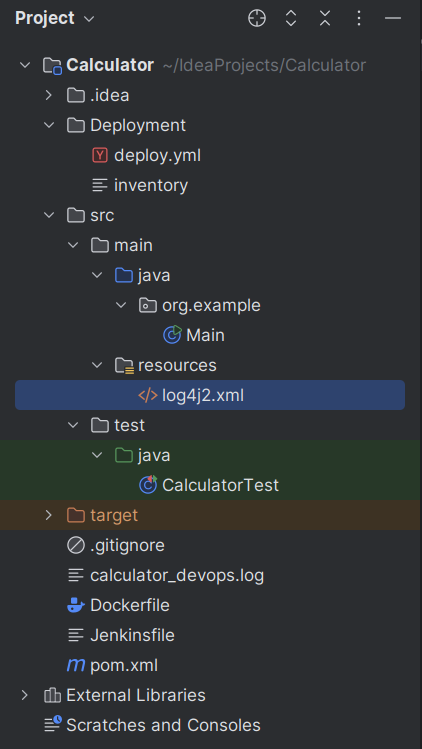 Project
Calculator ~/IdeaProjects/Calculator
.idea
Deployment
deploy.yml
inventory
src
main
java
org.example
Main
resources
log4j2.xml
test
java
CalculatorTest
target
.gitignore
calculator_devops.log
Dockerfile
Jenkinsfile
pom.xml
External Libraries
Scratches and Consoles